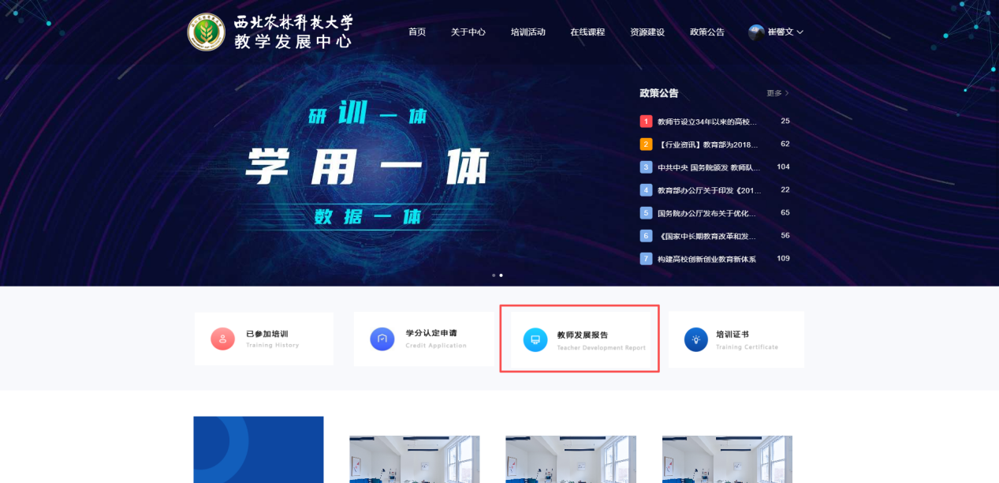 西北农林科技大学
教学发展中心
首页 关于中心 培训活动 在线课程 资源建设 政策公告 崔馨文
研训一体
学用一体
数据一体
政策公告 更多
1 教师节设立34年以来的高校... 25
2 【行业资讯】教育部为2018... 62
3 中共中央 国务院颁发 教师队... 104
4 教育部办公厅关于印发《201... 22
5 国务院办公厅发布关于优化... 65
6 《国家中长期教育改革和发... 56
7 构建高校创新创业教育新体系 109
已参加培训
Training History
学分认定申请
Credit Application
教师发展报告
Teacher Development Report
培训证书
Training Certificate